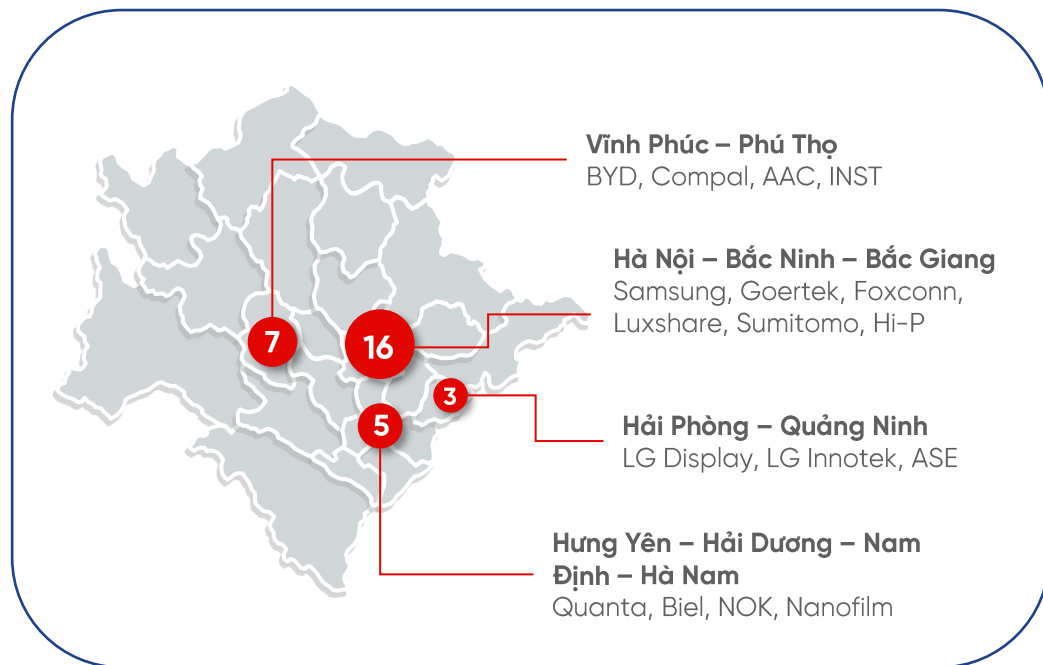 Vĩnh Phúc – Phú Thọ
BYD, Compal, AAC, INST
Hà Nội – Bắc Ninh – Bắc Giang
Samsung, Goertek, Foxconn,
Luxshare, Sumitomo, Hi-P
7
16
3
5
Hải Phòng – Quảng Ninh
LG Display, LG Innotek, ASE
Hưng Yên – Hải Dương – Nam
Định – Hà Nam
Quanta, Biel, NOK, Nanofilm